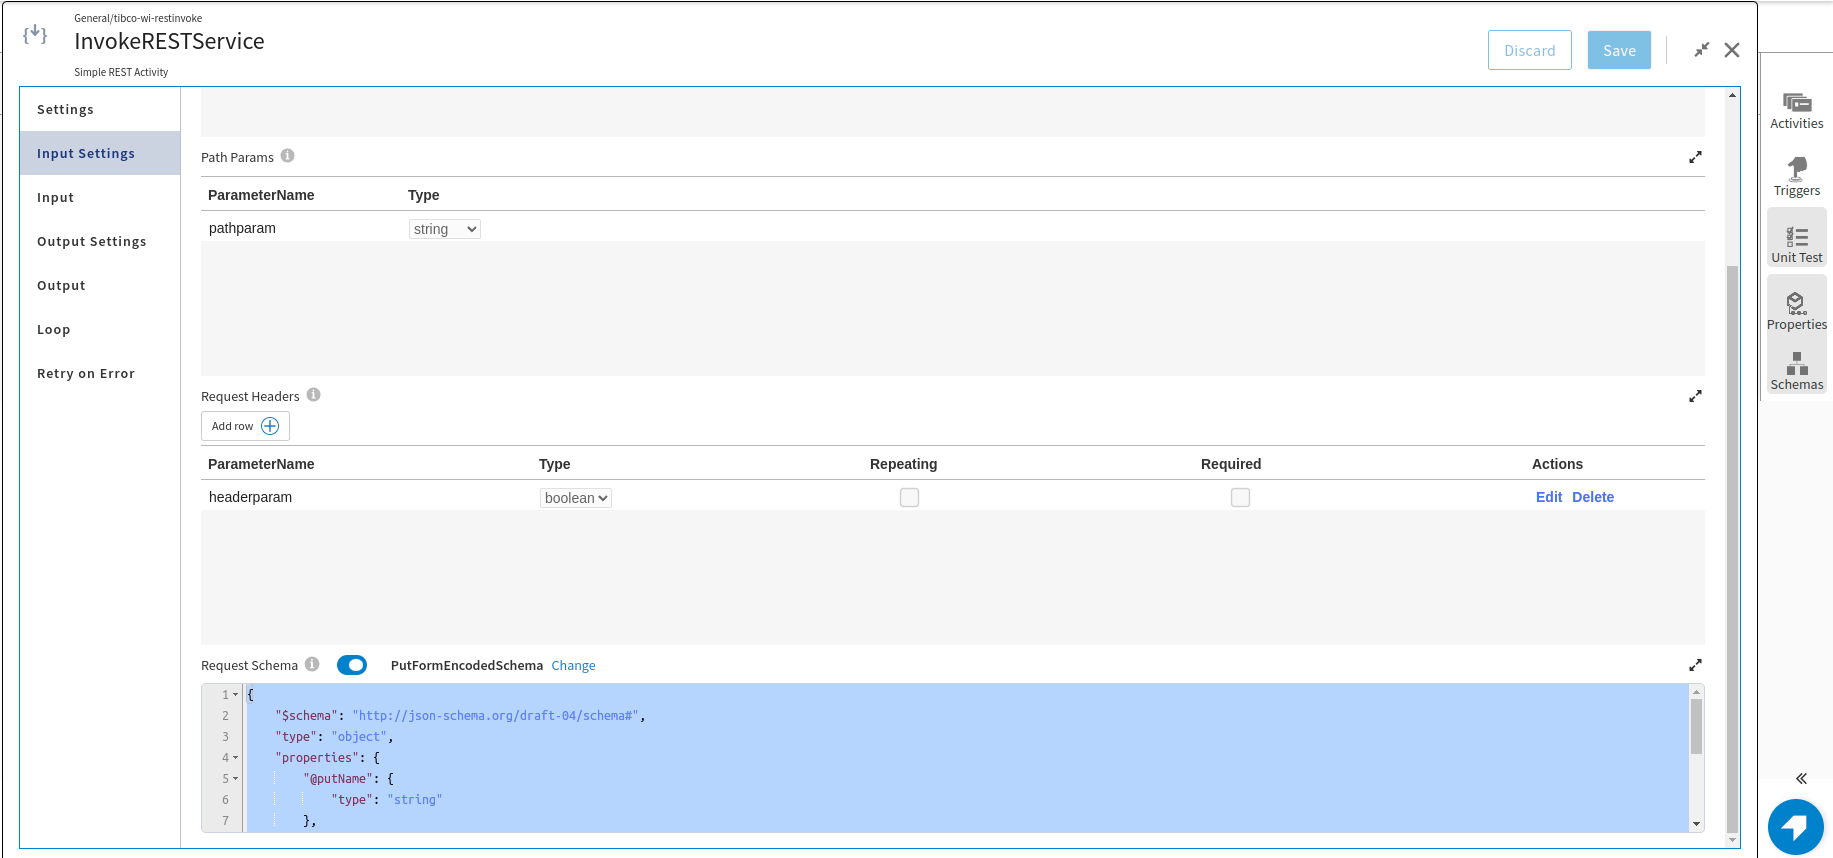 General/tibco-wi-restinvoke
InvokeRESTService
Simple REST Activity
Discard
Save
Settings
Input Settings
Input
Output Settings
Output
Loop
Retry on Error
Path Params
ParameterName Type
pathparam string
Request Headers
Add row
ParameterName Type Repeating Required Actions
headerparam boolean Edit Delete
Request Schema PutFormEncodedSchema Change
1 {
2 "$schema": "http://json-schema.org/draft-04/schema#",
3 "type": "object",
4 "properties": {
5 "@putName": {
6 "type": "string"
7 },
Activities
Triggers
Unit Test
Properties
Schemas